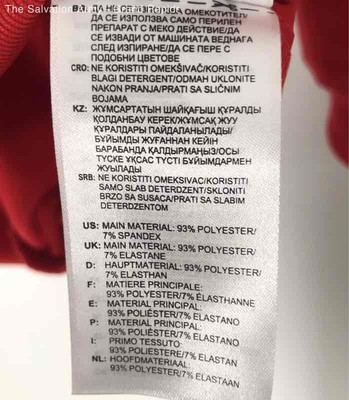 The Salvation Army
ДА СЕ ИЗПОЛЗВА САМО ПЕРИЛЕН
ПРЕПАРАТ С МЕКО ДЕЙСТВИЕ/ДА
СЕ ИЗВАДИ ОТ МАШИНАТА ВЕДНАГА
СЛЕД ИЗПИРАНЕ/ДА СЕ ПЕРЕ С
ПОДОБНИ ЦВЕТОВЕ
CRO: NE KORISTITI OMEKŠIVAČ/KORISTITI
BLAGI DETERGENT/ODMAH UKLONITE
NAKON PRANJA/PRATI SA SLIČNIM
BOJAMA
KZ: ЖҰМСАРТАТЫН ШАЙҚАҒЫШ ҚҰРАЛДЫ
ҚОЛДАНБАУ КЕРЕК/ЖҰМСАҚ ЖУУ
ҚҰРАЛДАРЫ ПАЙДАЛАНЫЛАДЫ/
БҰЙЫМДЫ ЖУҒАННАН КЕЙІН
БАРАБАНДА ҚАЛДЫРМАҢЫЗ/ОСЫ
ТҮСКЕ ҰҚСАС ТҮСТІ БҰЙЫМДАРМЕН
ЖУЫЛАДЫ
SRB: NE KORISTITI OMEKSIVAC/KORISTITI
SAMO SLAB DETERDZENT/SKLONITI
BRZO SA SUSACA/PRATI SA SLABIM
DETERDZENTOM
US: MAIN MATERIAL: 93% POLYESTER/
7% SPANDEX
UK: MAIN MATERIAL: 93% POLYESTER/
7% ELASTANE
D: HAUPTMATERIAL: 93% POLYESTER/
7% ELASTHAN
F: MATIERE PRINCIPALE:
93% POLYESTER/7% ELASTHANNE
E: MATERIAL PRINCIPAL:
93% POLIÉSTER/7% ELASTANO
P: MATERIAL PRINCIPAL:
93% POLIÉSTER/7% ELASTANO
I: PRIMO TESSUTO:
93% POLIESTERE/7% ELASTAN
NL: HOOFDMATERIAAL:
93% POLYESTER/7% ELASTAAN